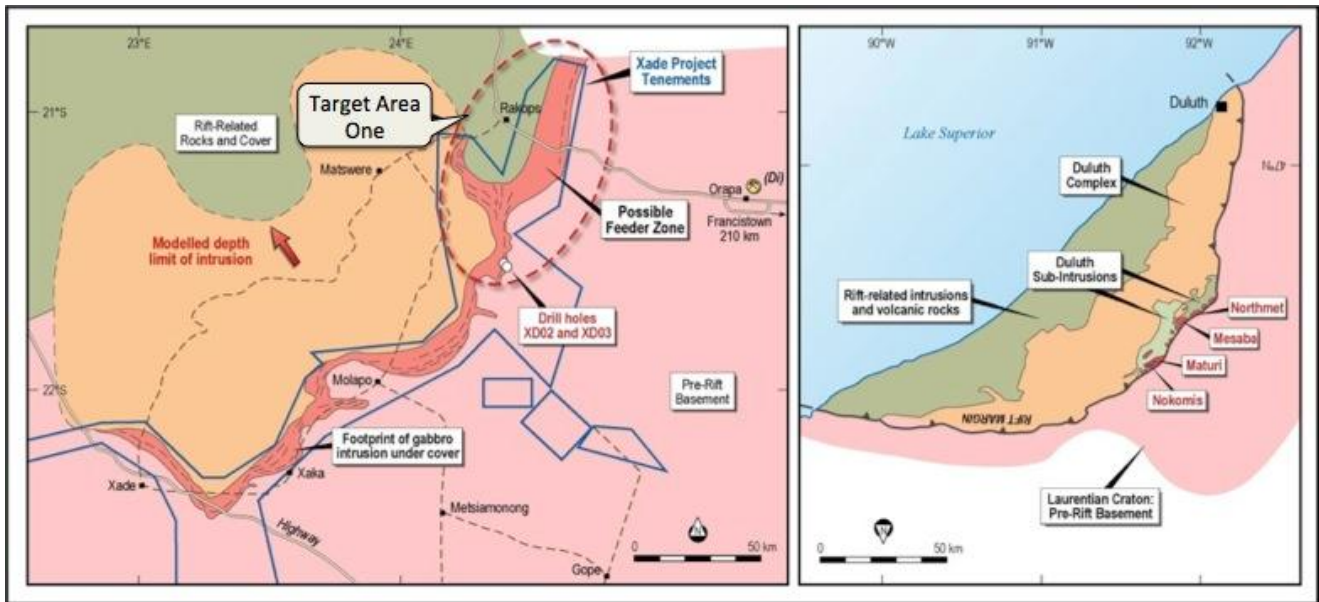 23°E
24°E
Xade Project
Tenements
Target Area
One
21°S
Rakops
Rift-Related
Rocks and Cover
Matswere
(Di)
Orapa
Francistown
210 km
Possible
Feeder Zone
Modelled depth
limit of intrusion
Drill holes
XD02 and XD03
22°S
Molapo
Pre-Rift
Basement
Footprint of gabbro
intrusion under cover
Xaka
Xade
Metsiamonong
Highway
N
0
50 km
Gope
90°W
91°W
92°W
Duluth
Lake Superior
47°N
Duluth
Complex
Duluth
Sub-Intrusions
Rift-related intrusions
and volcanic rocks
Northmet
Mesaba
Maturi
Nokomis
RIFT MARGIN
Laurentian Craton:
Pre-Rift Basement
N
0
50 km